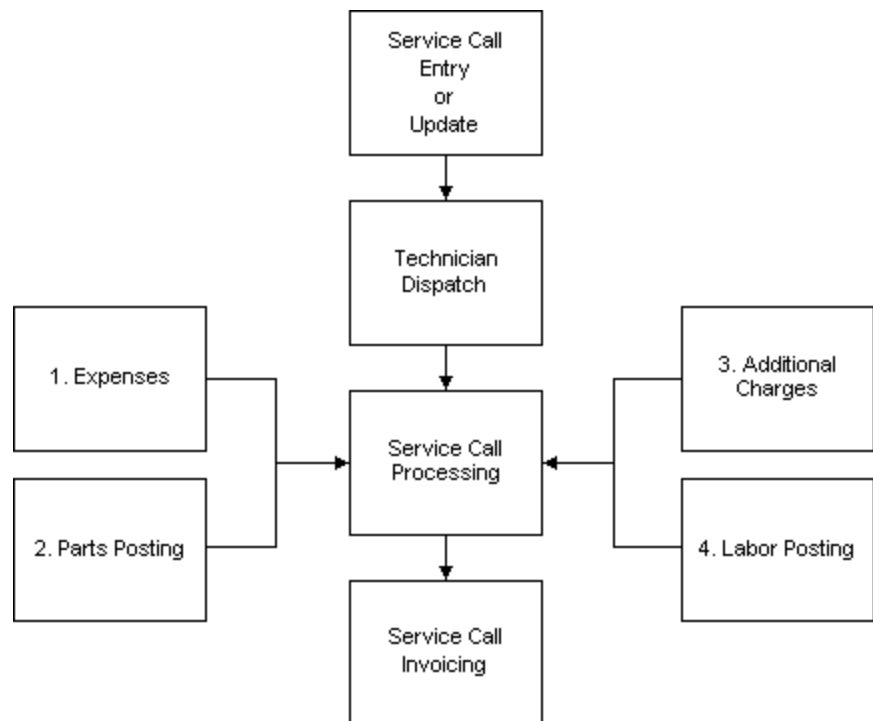 Service Call
Entry
or
Update
Technician
Dispatch
1. Expenses
3. Additional
Charges
Service Call
Processing
2. Parts Posting
4. Labor Posting
Service Call
Invoicing